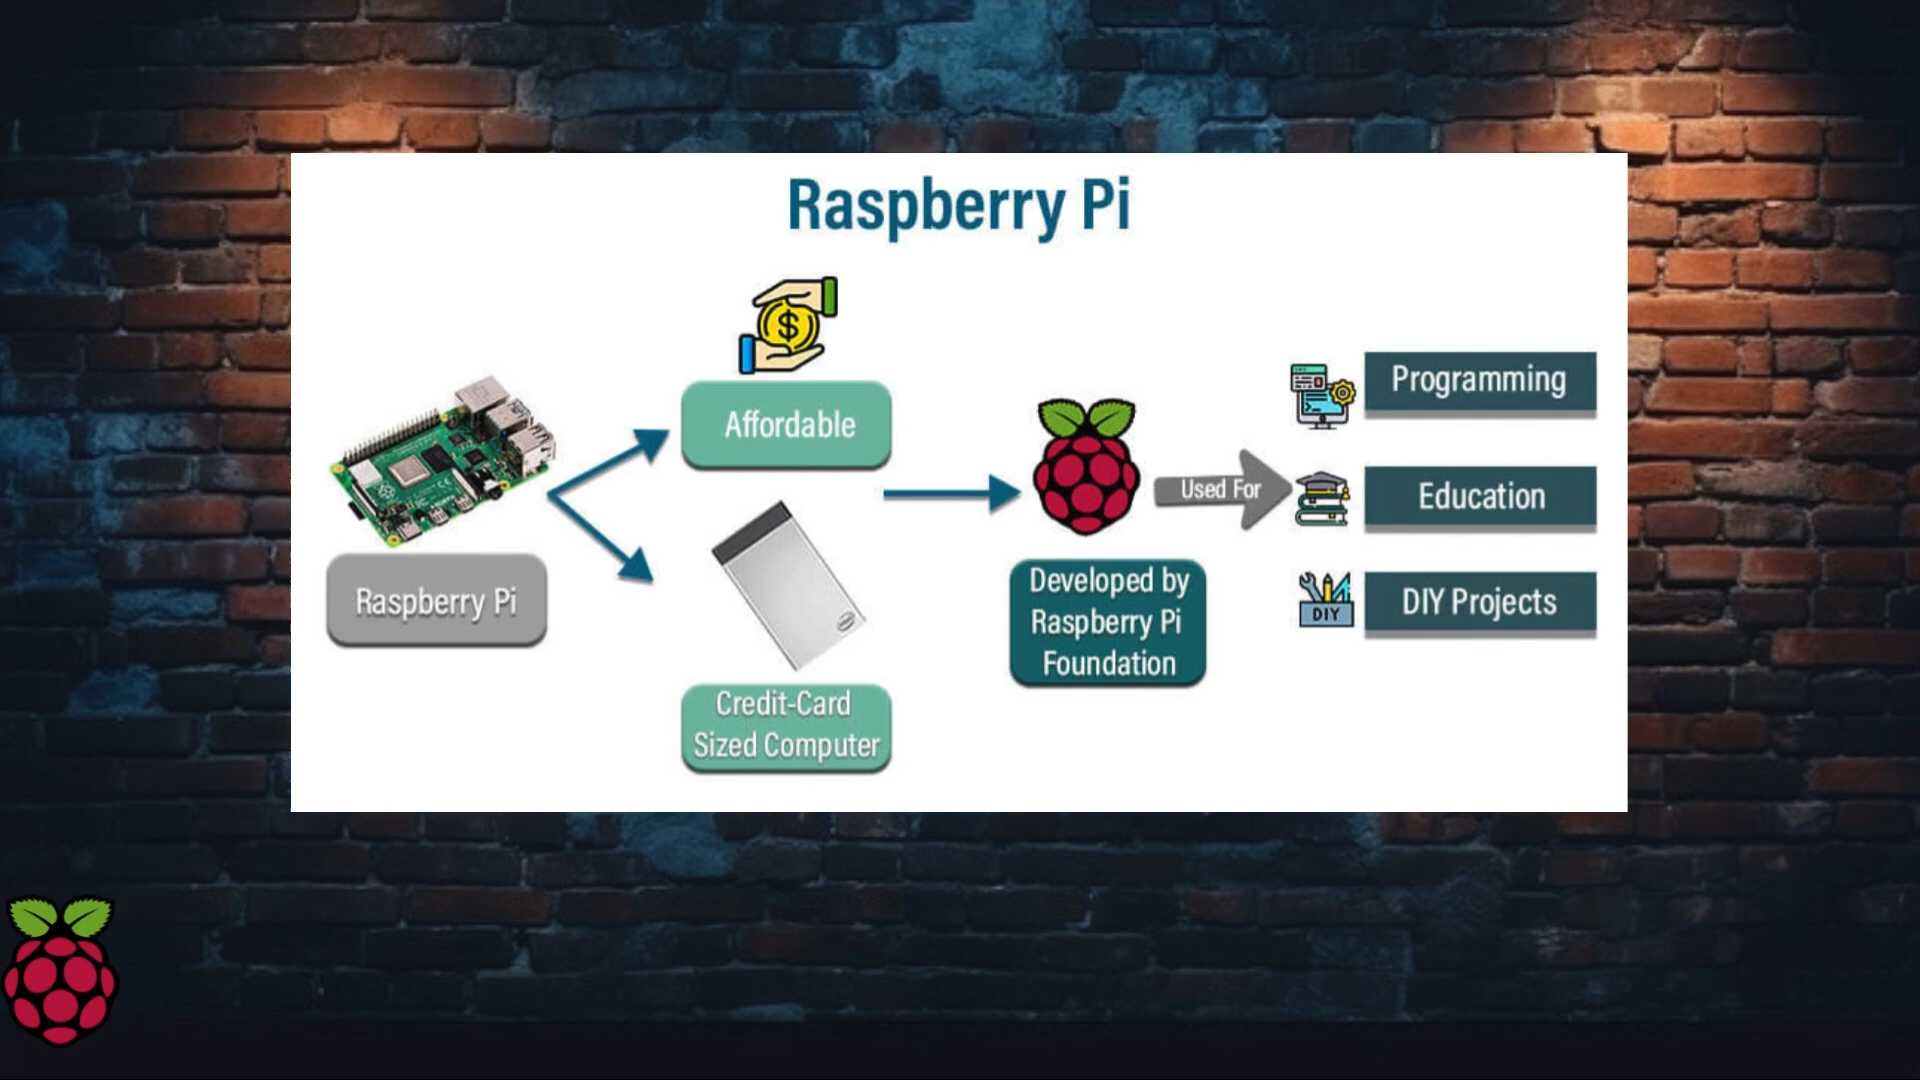 Raspberry Pi
$
Affordable
Raspberry Pi
Credit-Card
Sized Computer
Developed by
Raspberry Pi
Foundation
Used For
Programming
Education
DIY
DIY Projects